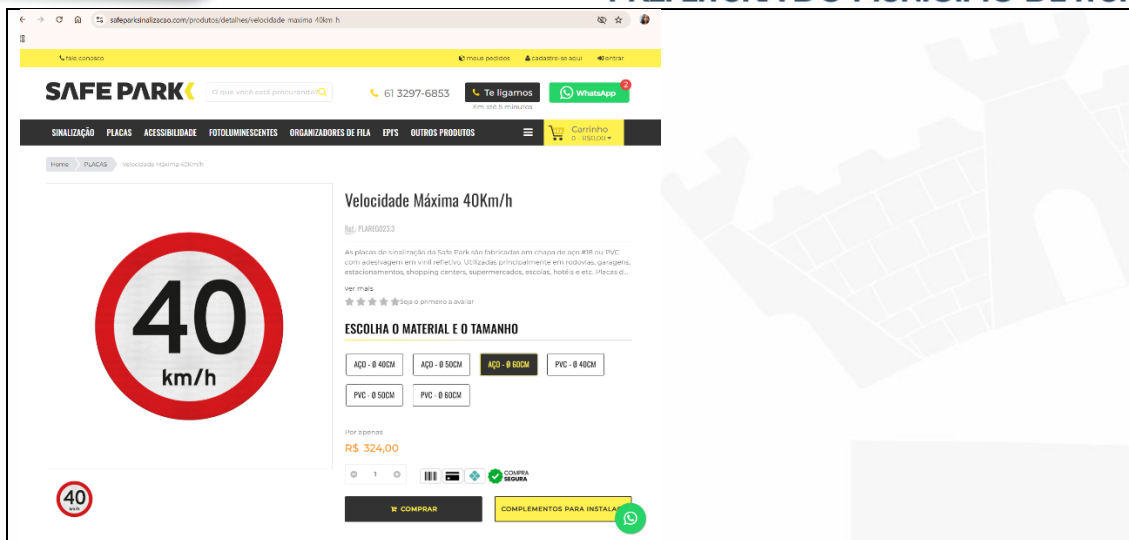 safeparksinalizacao.com/produtos/detalhes/velocidade maxima 40km h
fale conosco
meus pedidos
cadastre-se aqui
entrar
SAFE PARK
O que você está procurando?
61 3297-6853
Te ligamos
Em até 5 minutos
WhatsApp
2
SINALIZAÇÃO PLACAS ACESSIBILIDADE FOTOLUMINESCENTES ORGANIZADORES DE FILA EPI'S OUTROS PRODUTOS
Carrinho
0 - R$0,00
Home PLACAS Velocidade Máxima 40Km/h
Velocidade Máxima 40Km/h
Ref.: PLAREG023.3
As placas de sinalização da Safe Park são fabricadas em chapa de aço #18 ou PVC
com adesivagem em vinil refletivo. Utilizadas principalmente em rodovias, garagens,
estacionamentos, shopping centers, supermercados, escolas, hotéis e etc. Placas d...
ver mais
Seja o primeiro a avaliar
40
km/h
ESCOLHA O MATERIAL E O TAMANHO
AÇO - Ø 40CM
AÇO - Ø 50CM
AÇO - Ø 60CM
PVC - Ø 40CM
PVC - Ø 50CM
PVC - Ø 60CM
Por apenas
R$ 324,00
1
COMPRA
SEGURA
COMPRAR
COMPLEMENTOS PARA INSTALA
40
km/h